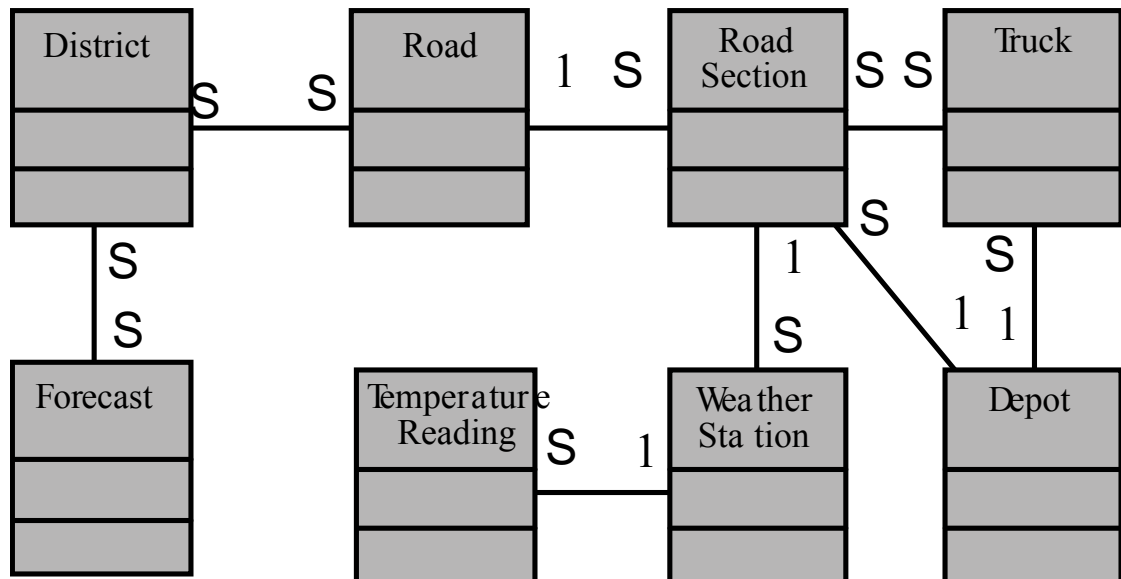 District
Road
Road
Section
Truck
S
S
1
S
S S
S
S
S
1
S
S
1
1
S
Forecast
Temperature
Reading
Weather
Station
Depot
S
1